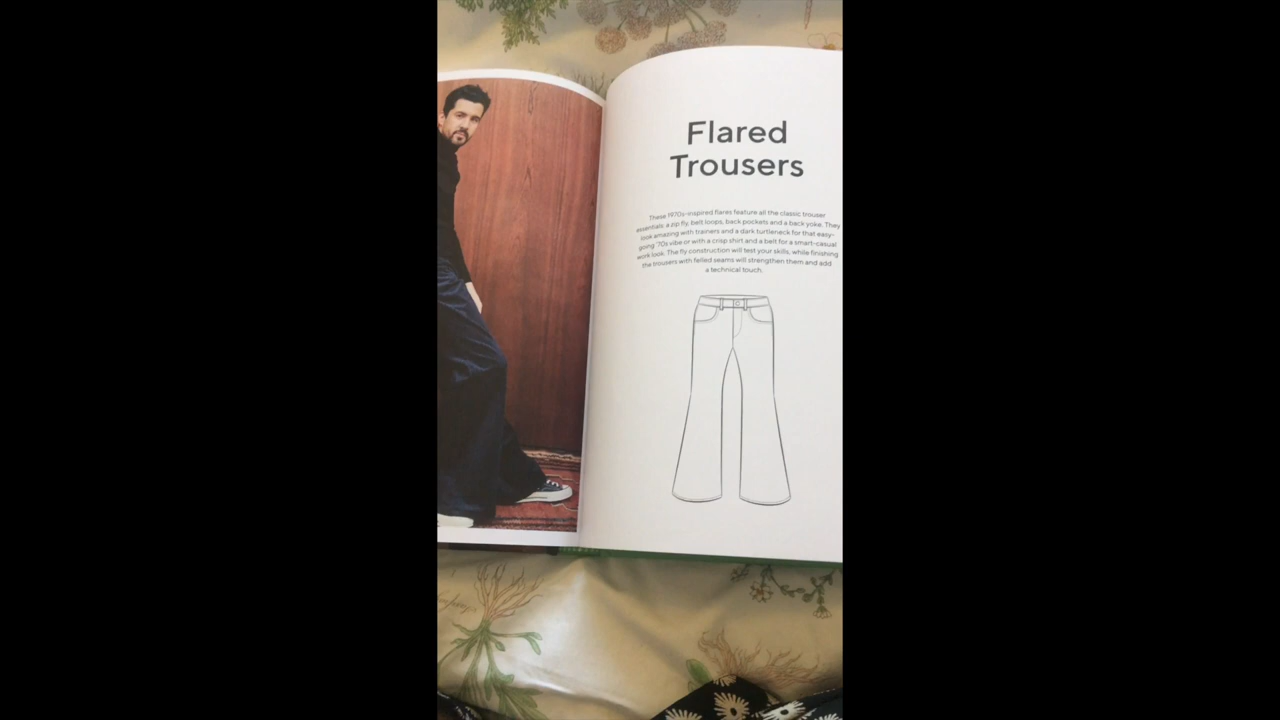 Flared
Trousers
These 1970s-inspired flares feature all the classic trouser
essentials: a zip fly, belt loops, back pockets and a back yoke. They
look amazing with trainers and a dark turtleneck for that easy-
going '70s vibe or with a crisp shirt and a belt for a smart-casual
work look. The fly construction will test your skills, while finishing
the trousers with felled seams will strengthen them and add
a technical touch.